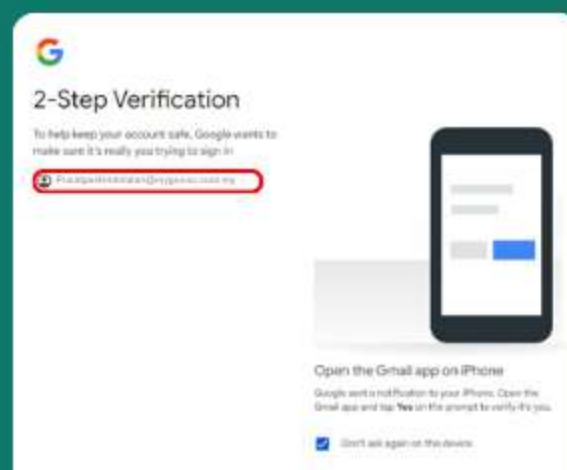 2-Step Verification
To help keep your account safe, Google wants to
make sure it's really you trying to sign in
Open the Gmail app on iPhone
Google sent a notification to your iPhone. Open the
Gmail app and tap Yes on the prompt to verify it's you.
Don't ask again on this device